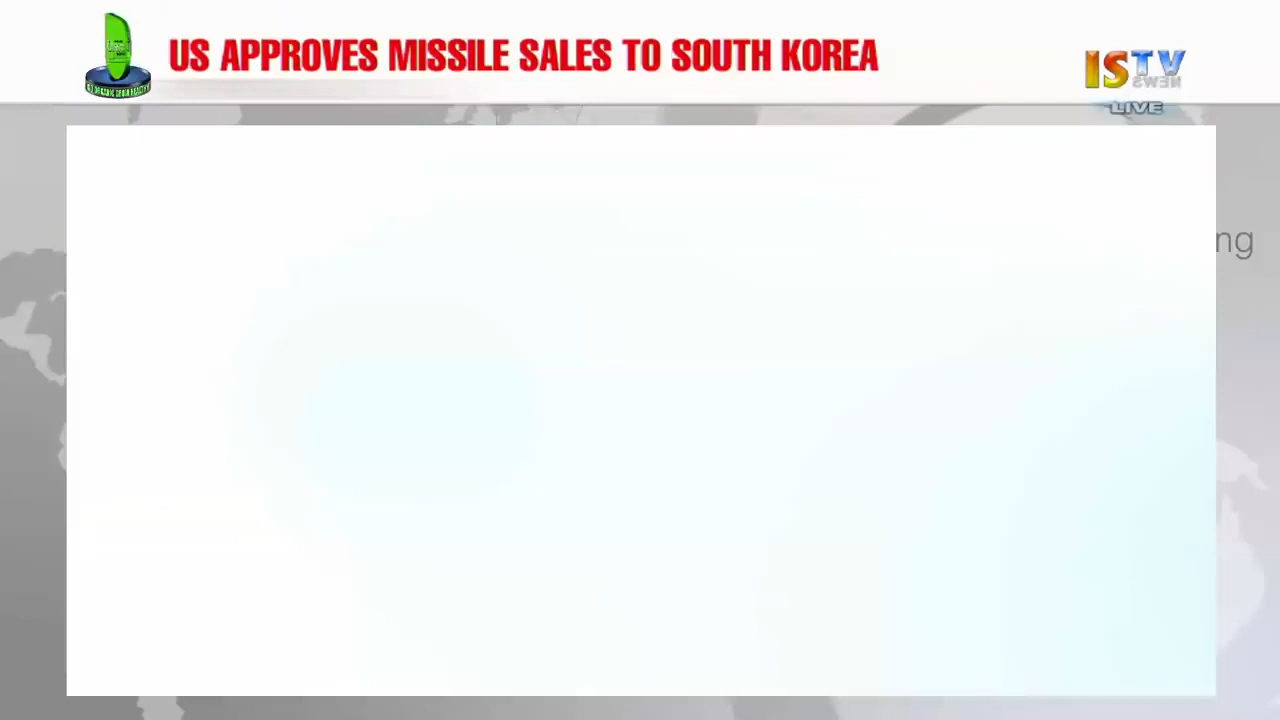 US APPROVES MISSILE SALES TO SOUTH KOREA
ISTV
NEWS
LIVE
ng